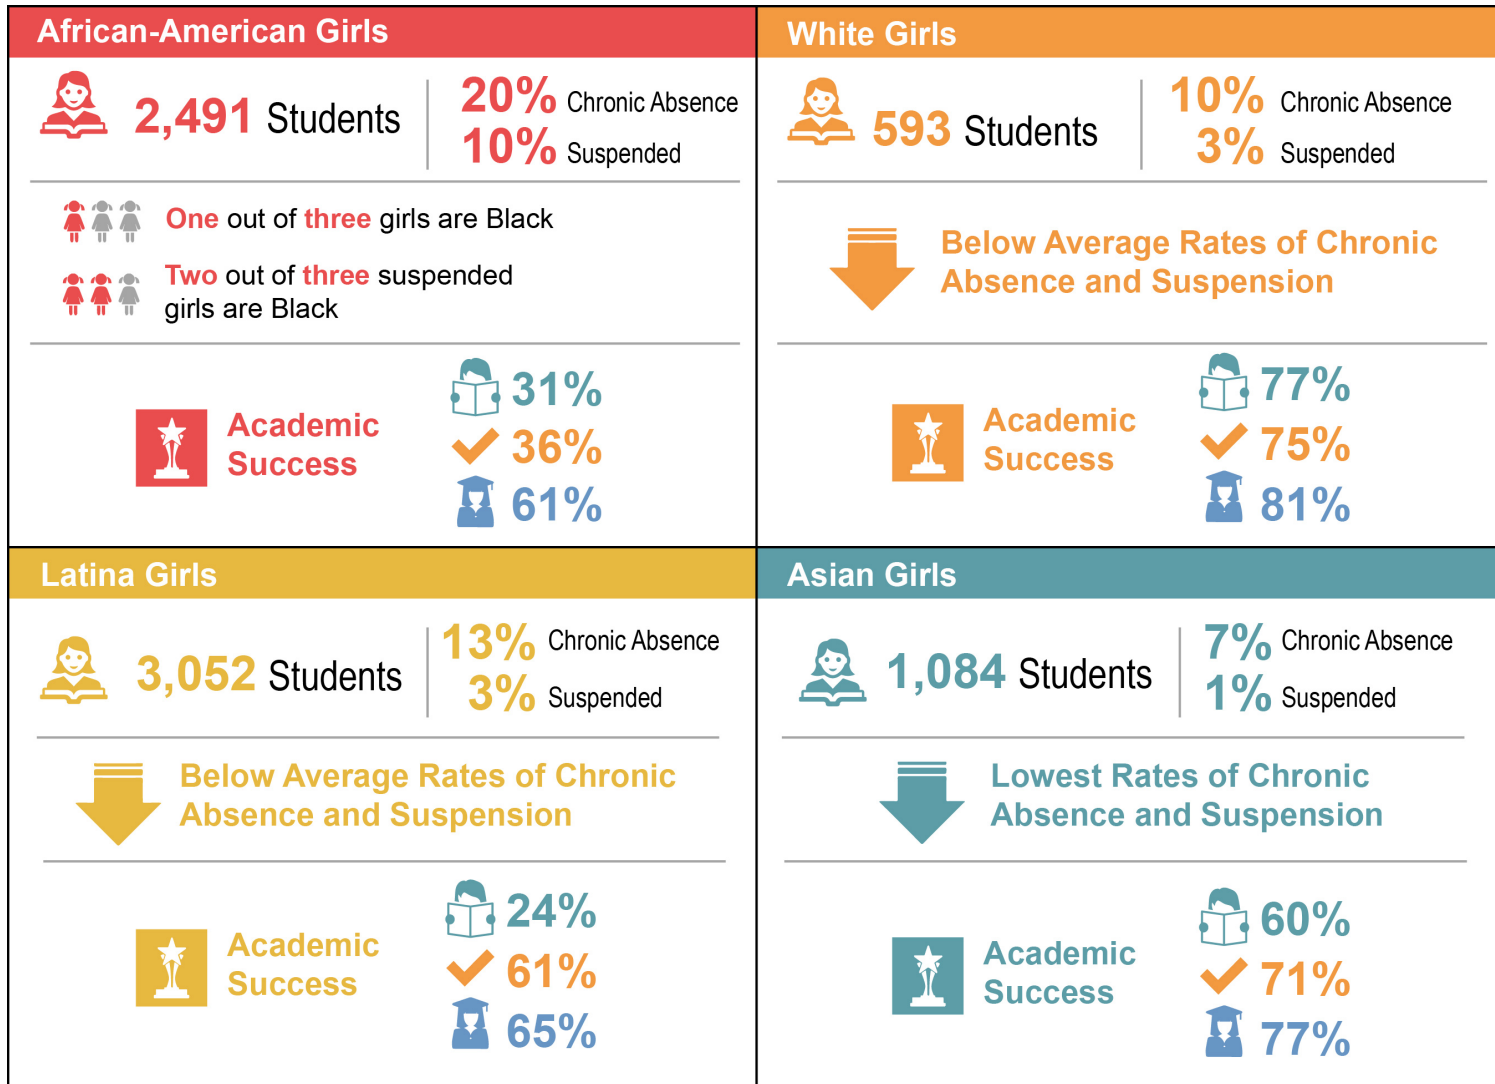 African-American Girls
2,491 Students
20% Chronic Absence
10% Suspended
One out of three girls are Black
Two out of three suspended
girls are Black
Academic
Success
31%
36%
61%
White Girls
593 Students
10% Chronic Absence
3% Suspended
Below Average Rates of Chronic
Absence and Suspension
Academic
Success
77%
75%
81%
Latina Girls
3,052 Students
13% Chronic Absence
3% Suspended
Below Average Rates of Chronic
Absence and Suspension
Academic
Success
24%
61%
65%
Asian Girls
1,084 Students
7% Chronic Absence
1% Suspended
Lowest Rates of Chronic
Absence and Suspension
Academic
Success
60%
71%
77%